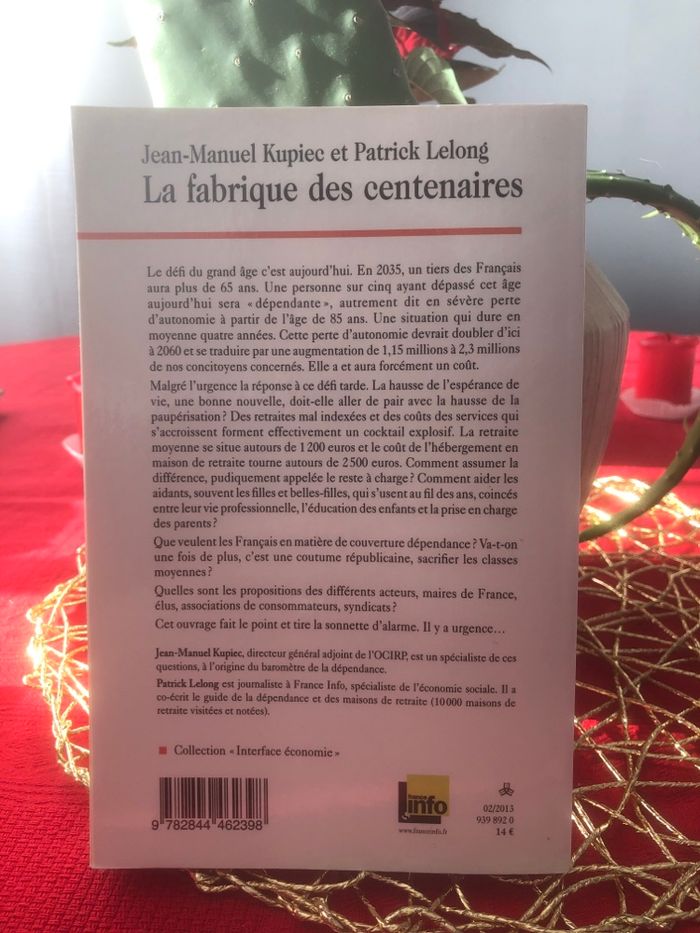 Jean-Manuel Kupiec et Patrick Lelong
La fabrique des centenaires
Le défi du grand âge c'est aujourd'hui. En 2035, un tiers des Français
aura plus de 65 ans. Une personne sur cinq ayant dépassé cet âge
aujourd'hui sera « dépendante », autrement dit en sévère perte
d'autonomie à partir de l'âge de 85 ans. Une situation qui dure en
moyenne quatre années. Cette perte d'autonomie devrait doubler d'ici
à 2060 et se traduire par une augmentation de 1,15 millions à 2,3 millions
de nos concitoyens concernés. Elle a et aura forcément un coût.
Malgré l'urgence la réponse à ce défi tarde. La hausse de l'espérance de
vie, une bonne nouvelle, doit-elle aller de pair avec la hausse de la
paupérisation ? Des retraites mal indexées et des coûts des services qui
s'accroissent forment effectivement un cocktail explosif. La retraite
moyenne se situe autours de 1 200 euros et le coût de l'hébergement en
maison de retraite tourne autours de 2 500 euros. Comment assumer la
différence, pudiquement appelée le reste à charge ? Comment aider les
aidants, souvent les filles et belles-filles, qui s'usent au fil des ans, coincés
entre leur vie professionnelle, l'éducation des enfants et la prise en charge
des parents ?
Que veulent les Français en matière de couverture dépendance ? Va-t-on
une fois de plus, c'est une coutume républicaine, sacrifier les classes
moyennes ?
Quelles sont les propositions des différents acteurs, maires de France,
élus, associations de consommateurs, syndicats ?
Cet ouvrage fait le point et tire la sonnette d'alarme. Il y a urgence…
Jean-Manuel Kupiec, directeur général adjoint de l'OCIRP, est un spécialiste de ces
questions, à l'origine du baromètre de la dépendance.
Patrick Lelong est journaliste à France Info, spécialiste de l'économie sociale. Il a
co-écrit le guide de la dépendance et des maisons de retraite (10 000 maisons de
retraite visitées et notées).
Collection « Interface économie »
france
info
www.franceinfo.fr
02/2013
939 892 0
14 €
9 782844 462398